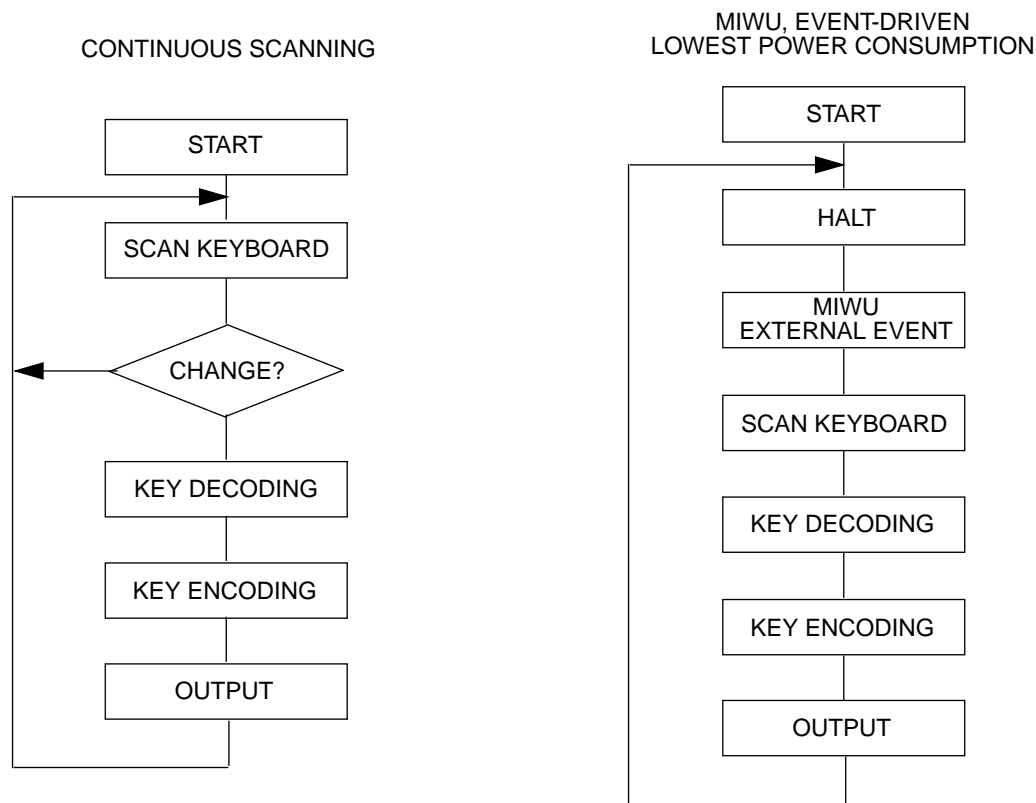 CONTINUOUS SCANNING
START
SCAN KEYBOARD
CHANGE?
KEY DECODING
KEY ENCODING
OUTPUT
MIWU, EVENT-DRIVEN
LOWEST POWER CONSUMPTION
START
HALT
MIWU
EXTERNAL EVENT
SCAN KEYBOARD
KEY DECODING
KEY ENCODING
OUTPUT